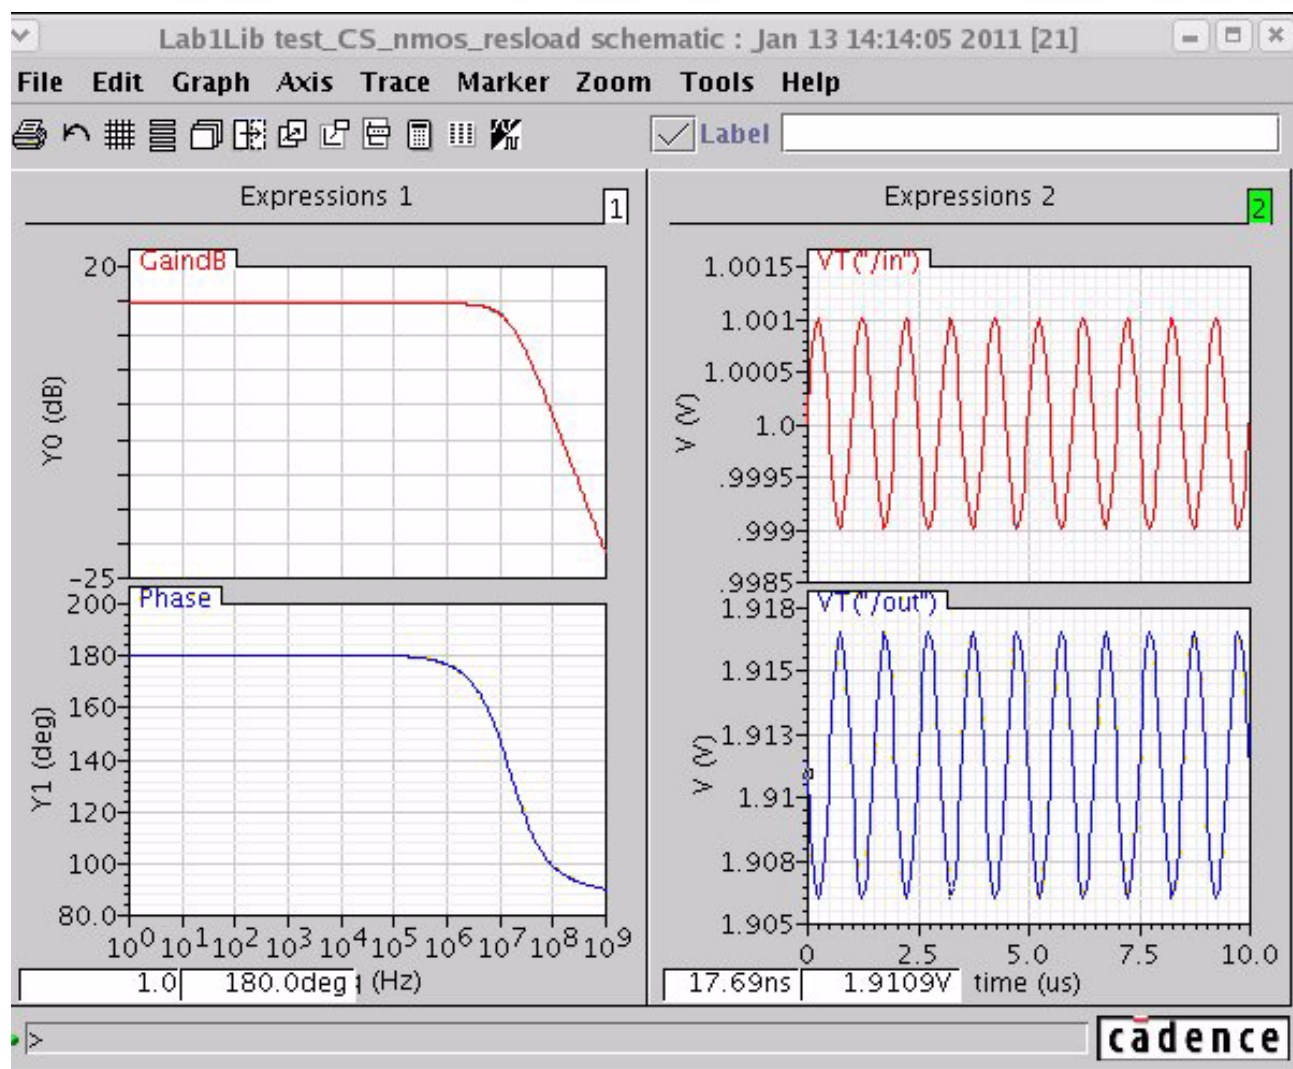 Lab1Lib test_CS_nmos_resload schematic : Jan 13 14:14:05 2011 [21]
File Edit Graph Axis Trace Marker Zoom Tools Help
Label
Expressions 1
1
GaindB
20
Y0 (dB)
-25
Phase
200
180
160
140
120
100
80.0
Y1 (deg)
10^0 10^1 10^2 10^3 10^4 10^5 10^6 10^7 10^8 10^9
1.0 180.0deg (Hz)
Expressions 2
2
VT("/in")
1.0015
1.001
1.0005
1.0
.9995
.999
.9985
V (V)
VT("/out")
1.918
1.915
1.913
1.91
1.908
1.905
V (V)
0 2.5 5.0 7.5 10.0
17.69ns 1.9109V time (us)
>
cādence